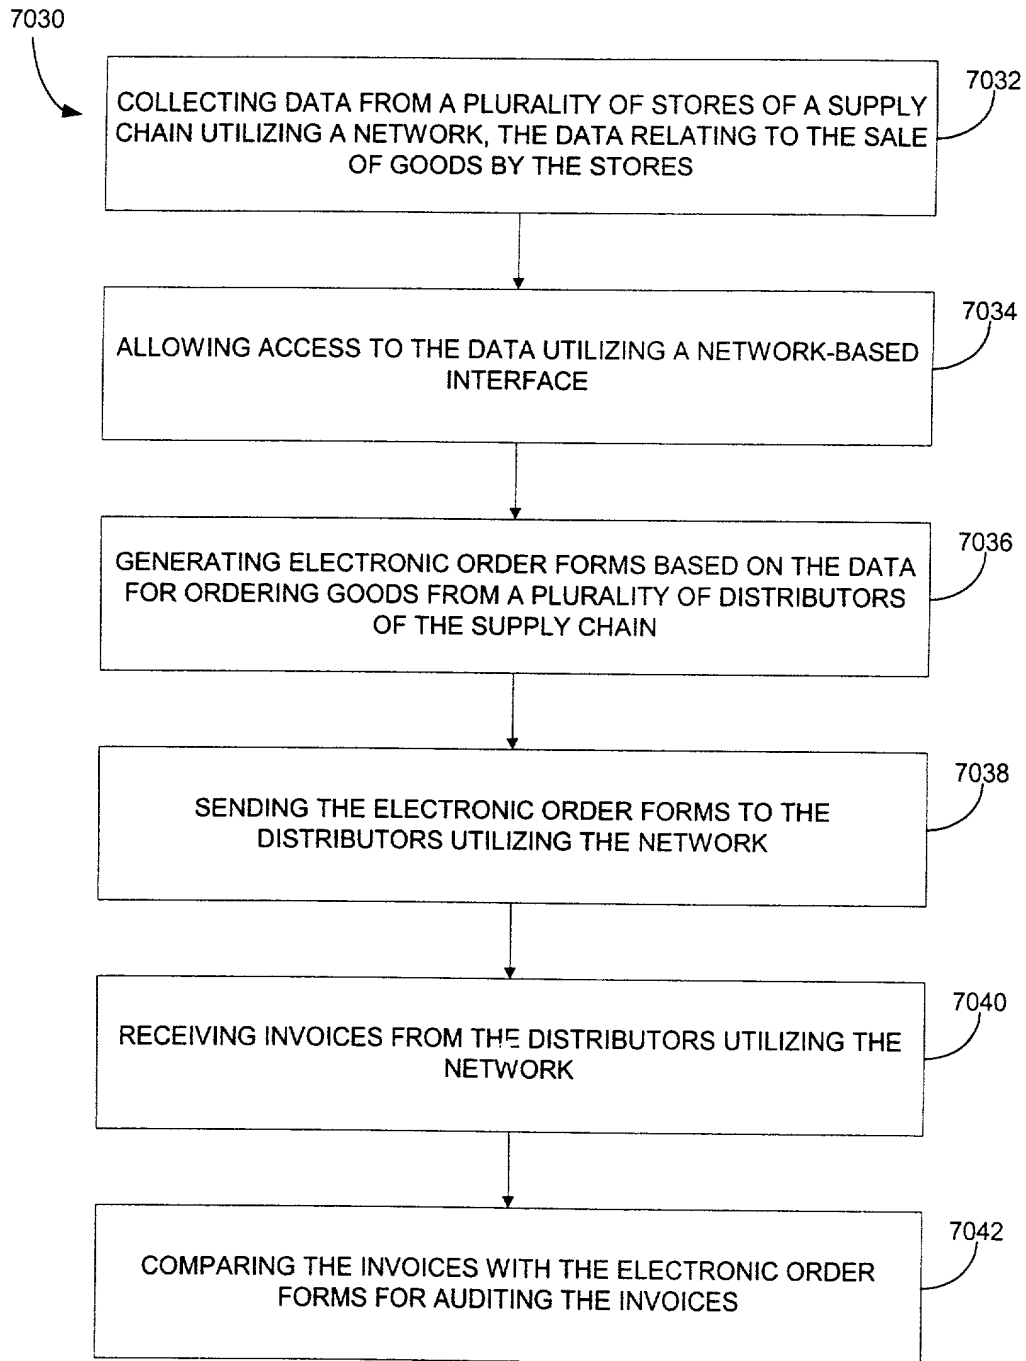 7030
7032
COLLECTING DATA FROM A PLURALITY OF STORES OF A SUPPLY
CHAIN UTILIZING A NETWORK, THE DATA RELATING TO THE SALE
OF GOODS BY THE STORES
7034
ALLOWING ACCESS TO THE DATA UTILIZING A NETWORK-BASED
INTERFACE
7036
GENERATING ELECTRONIC ORDER FORMS BASED ON THE DATA
FOR ORDERING GOODS FROM A PLURALITY OF DISTRIBUTORS
OF THE SUPPLY CHAIN
7038
SENDING THE ELECTRONIC ORDER FORMS TO THE
DISTRIBUTORS UTILIZING THE NETWORK
7040
RECEIVING INVOICES FROM THE DISTRIBUTORS UTILIZING THE
NETWORK
7042
COMPARING THE INVOICES WITH THE ELECTRONIC ORDER
FORMS FOR AUDITING THE INVOICES